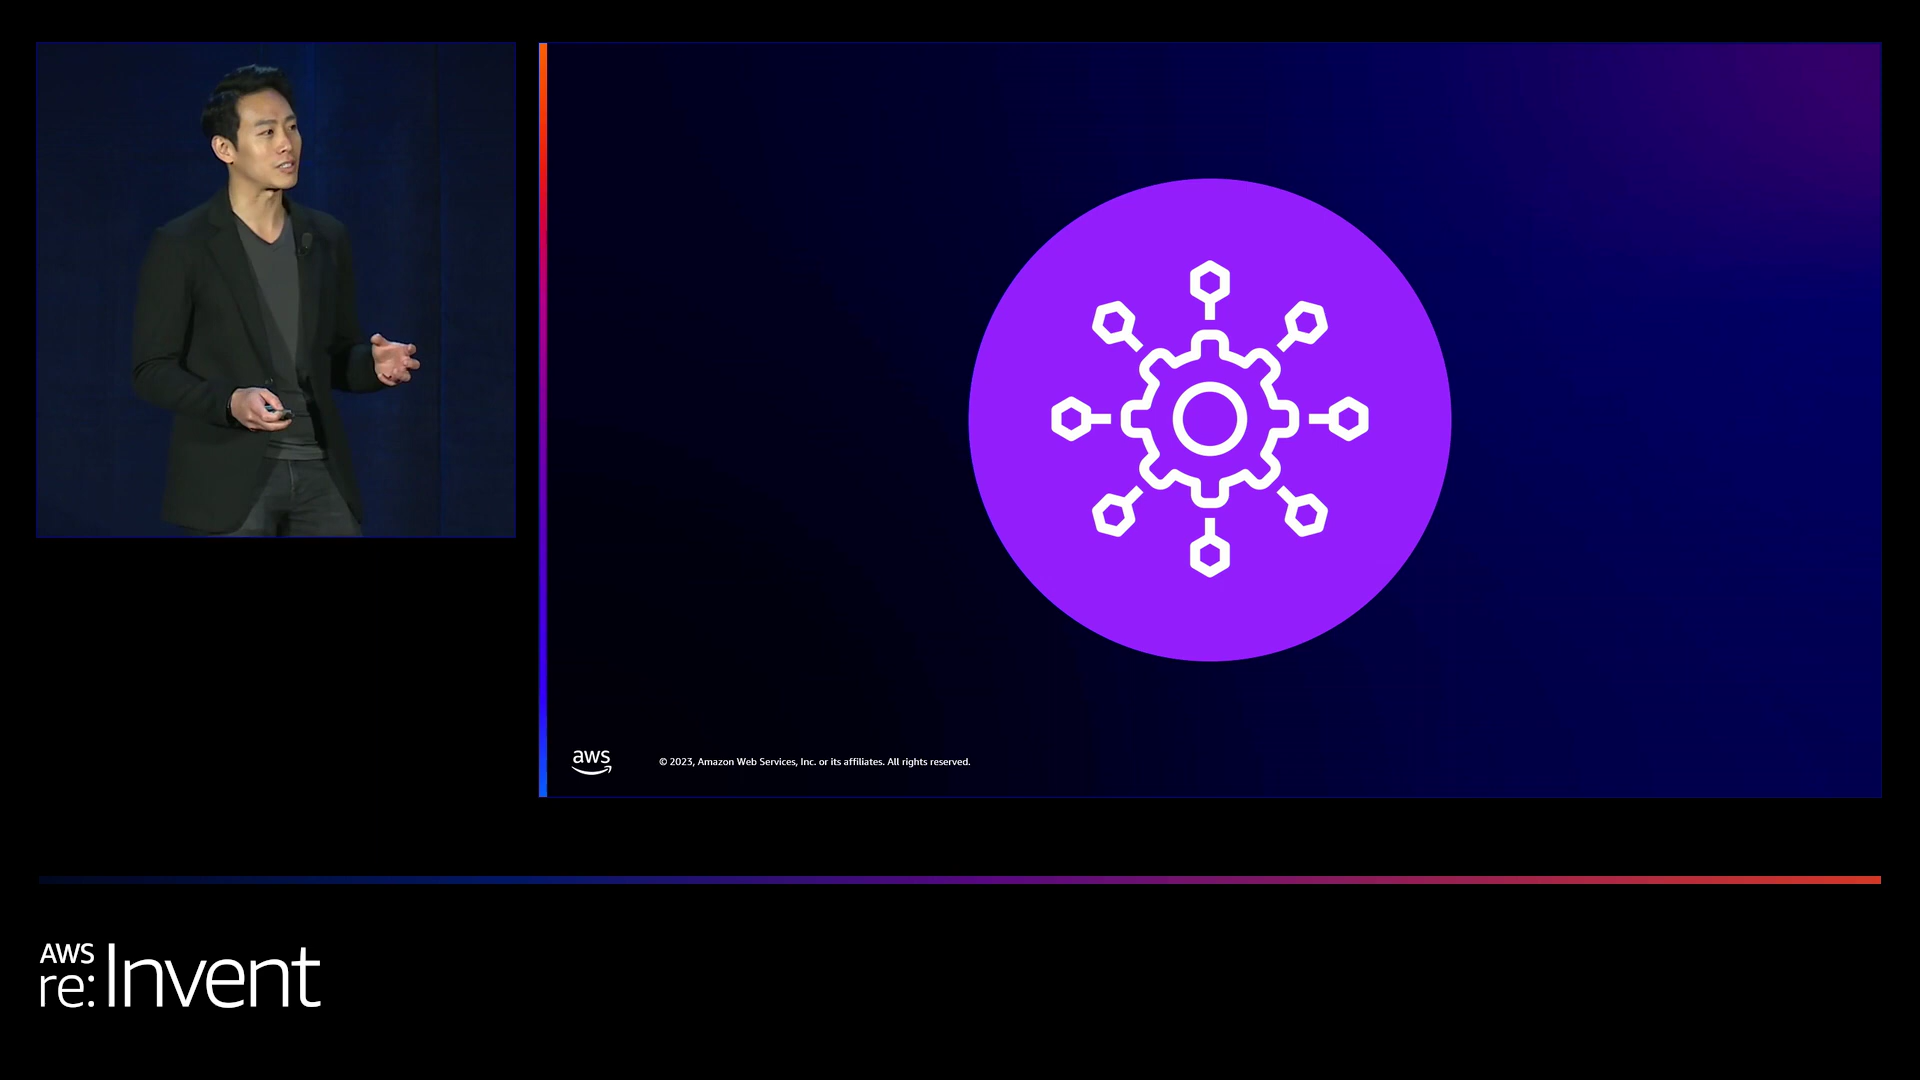 aws
© 2023, Amazon Web Services, Inc. or its affiliates. All rights reserved.
AWS
re:Invent